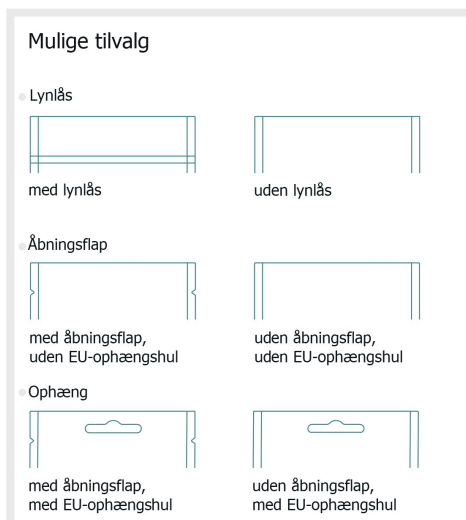 Mulige tilvalg
Lynlås
med lynlås
uden lynlås
Åbningsflap
med åbningsflap,
uden EU-ophængshul
uden åbningsflap,
uden EU-ophængshul
Ophæng
med åbningsflap,
med EU-ophængshul
uden åbningsflap,
med EU-ophængshul